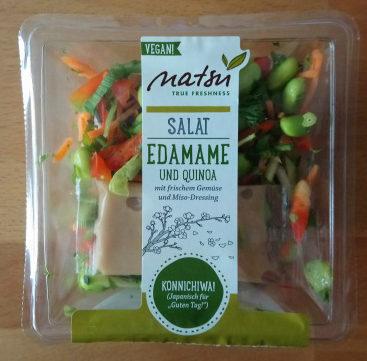 VEGAN!
natsu
TRUE FRESHNESS
SALAT
EDAMAME
UND QUINOA
mit frischem Gemüse
und Miso-Dressing
KONNICHIWA!
(Japanisch für
„Guten Tag!")